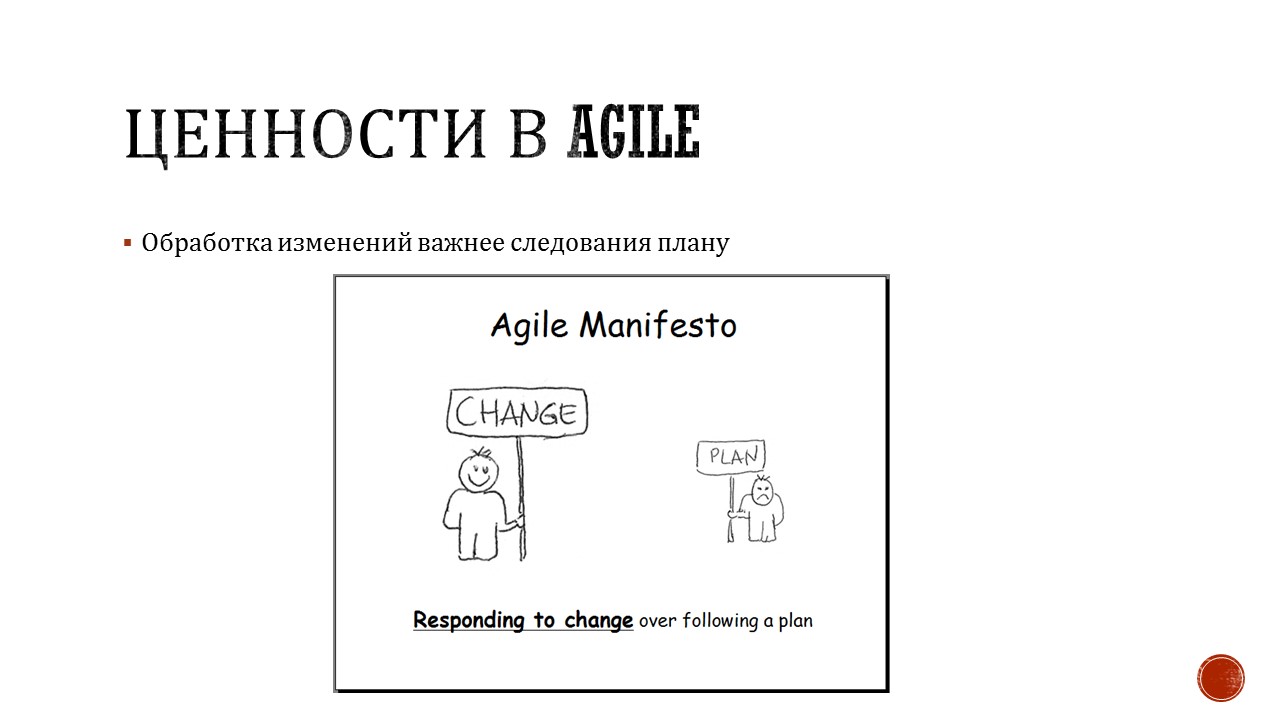 ЦЕННОСТИ В AGILE
Обработка изменений важнее следования плану
Agile Manifesto
CHANGE
PLAN
Responding to change over following a plan